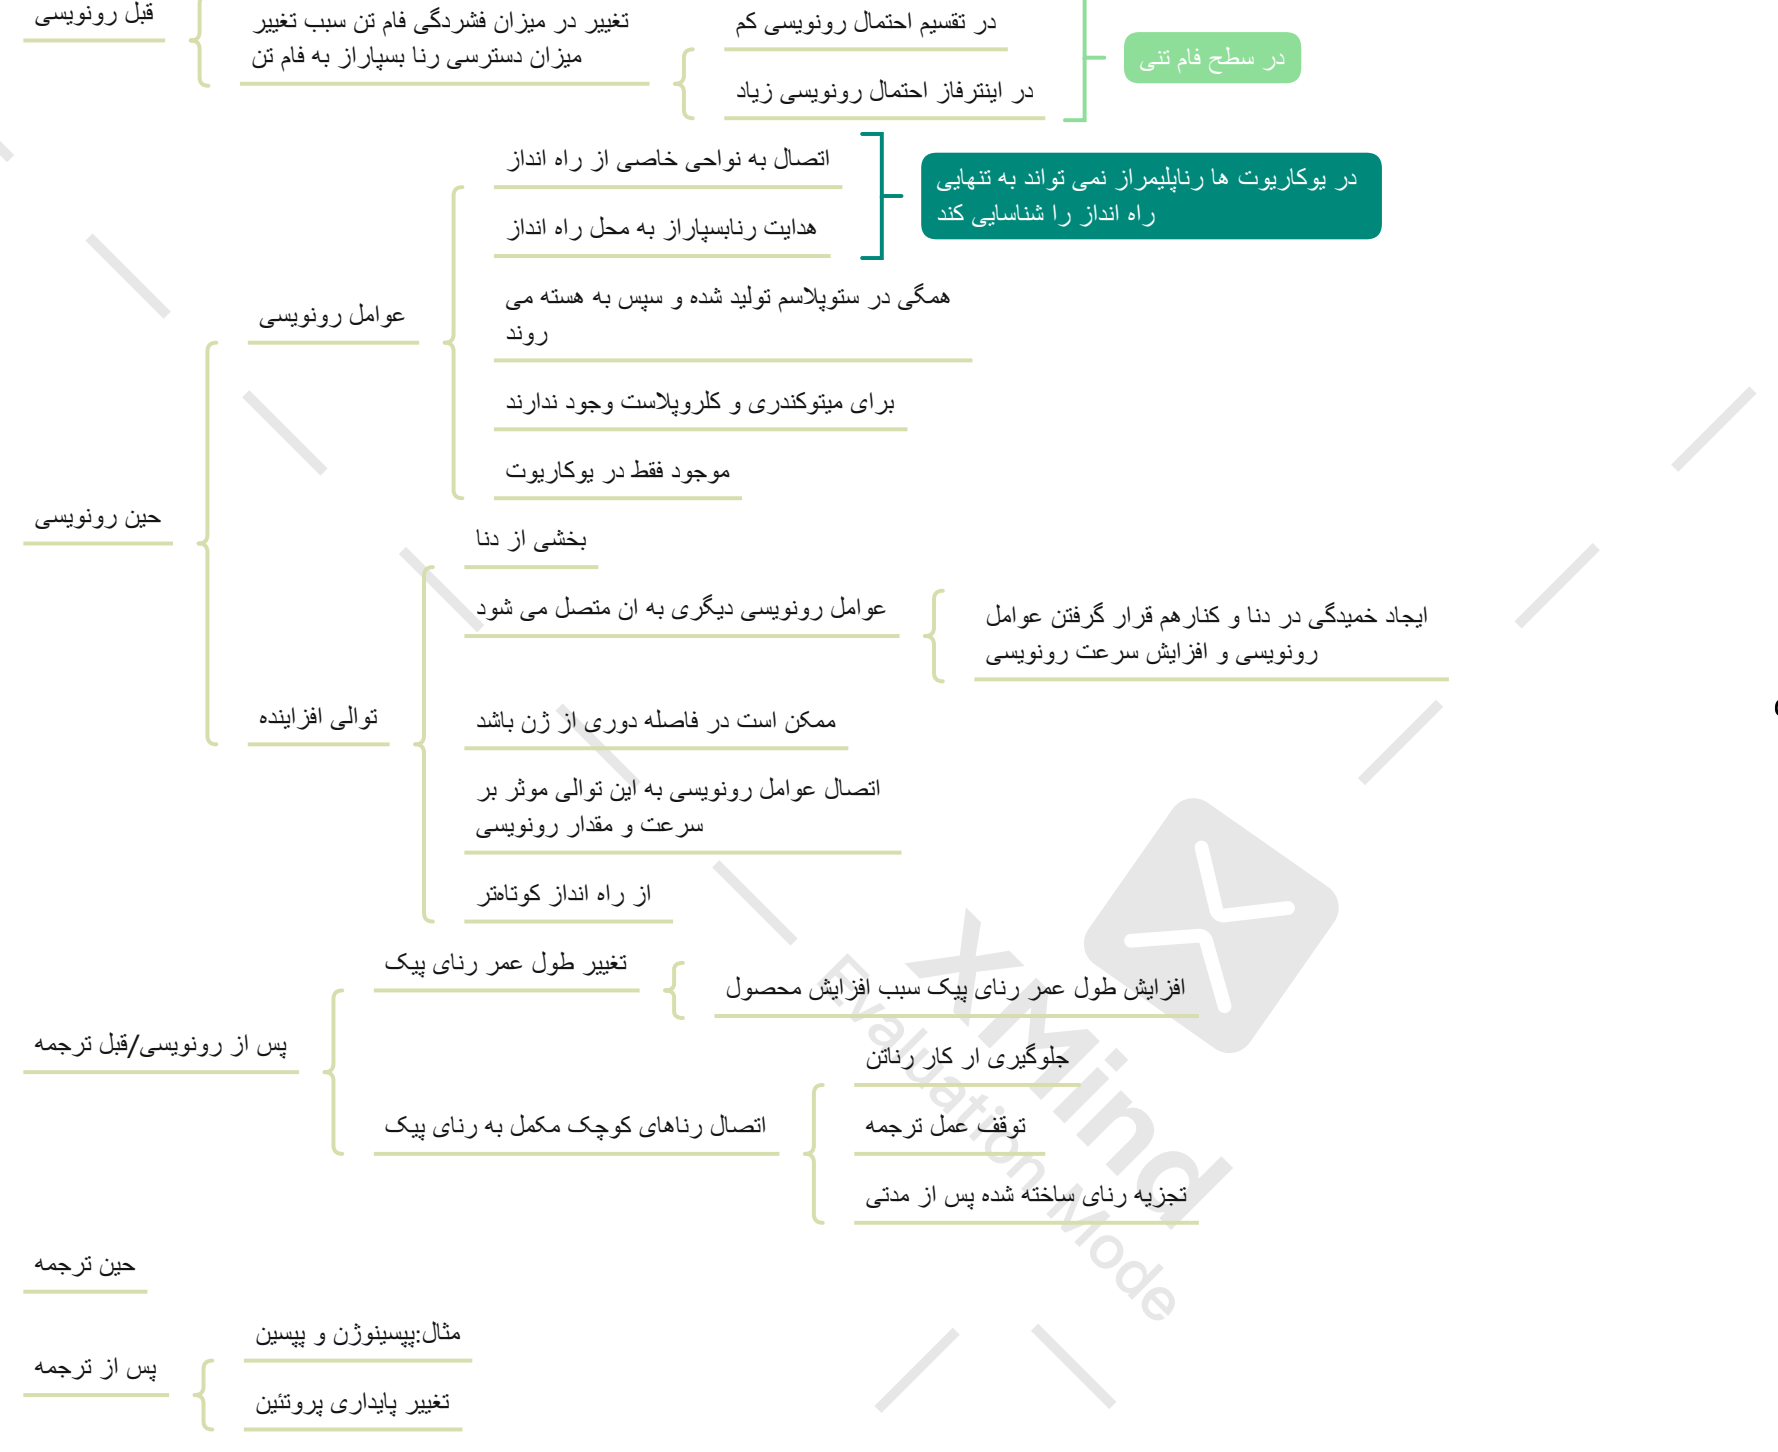 قبل رونویسی
تغییر در میزان فشردگی فام تن سبب تغییر
میزان دسترسی رنا بسپاراز به فام تن
در تقسیم احتمال رونویسی کم
در اینترفاز احتمال رونویسی زیاد
در سطح فام تنی
حین رونویسی
عوامل رونویسی
اتصال به نواحی خاصی از راه انداز
هدایت رنابسپاراز به محل راه انداز
در یوکاریوت ها رناپلیمراز نمی تواند به تنهایی
راه انداز را شناسایی کند
همگی در ستوپلاسم تولید شده و سپس به هسته می
روند
برای میتوکندری و کلروپلاست وجود ندارند
موجود فقط در یوکاریوت
توالی افزاینده
بخشی از دنا
عوامل رونویسی دیگری به ان متصل می شود
ایجاد خمیدگی در دنا و کنارهم قرار گرفتن عوامل
رونویسی و افزایش سرعت رونویسی
ممکن است در فاصله دوری از ژن باشد
اتصال عوامل رونویسی به این توالی موثر بر
سرعت و مقدار رونویسی
از راه انداز کوتاه‌تر
پس از رونویسی/قبل ترجمه
تغییر طول عمر رنای پیک
افزایش طول عمر رنای پیک سبب افزایش محصول
اتصال رناهای کوچک مکمل به رنای پیک
جلوگیری ار کار رناتن
توقف عمل ترجمه
تجزیه رنای ساخته شده پس از مدتی
حین ترجمه
پس از ترجمه
مثال:پپسینوژن و پپسین
تغییر پایداری پروتئین
XMind
Evaluation Mode